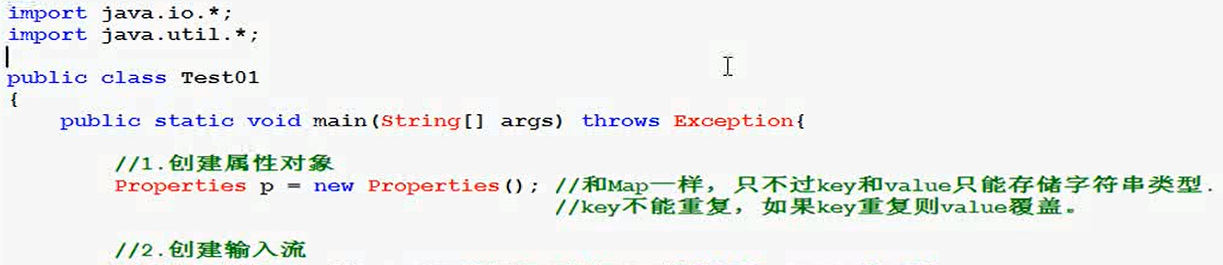 import java.io.*;
import java.util.*;
public class Test01
{
public static void main(String[] args) throws Exception{
//1.创建属性对象
Properties p = new Properties(); //和Map一样，只不过key和value只能存储字符串类型.
//key不能重复，如果key重复则value覆盖。
//2.创建输入流